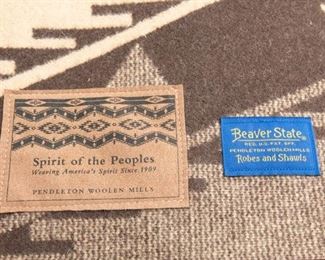 Spirit of the Peoples
Weaving America's Spirit Since 1909
PENDLETON WOOLEN MILLS
Beaver State®
REG. U.S. PAT. OFF.
PENDLETON WOOLEN MILLS
Robes and Shawls